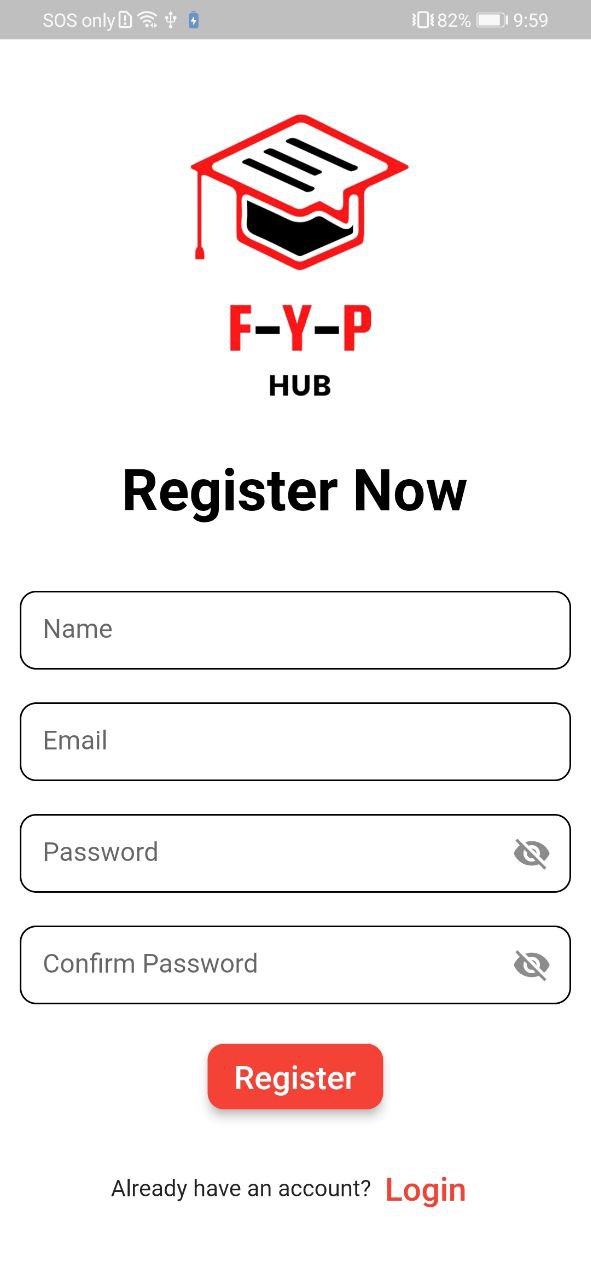 SOS only 82% 9:59
F-Y-P
HUB
Register Now
Name
Email
Password
Confirm Password
Register
Already have an account? Login